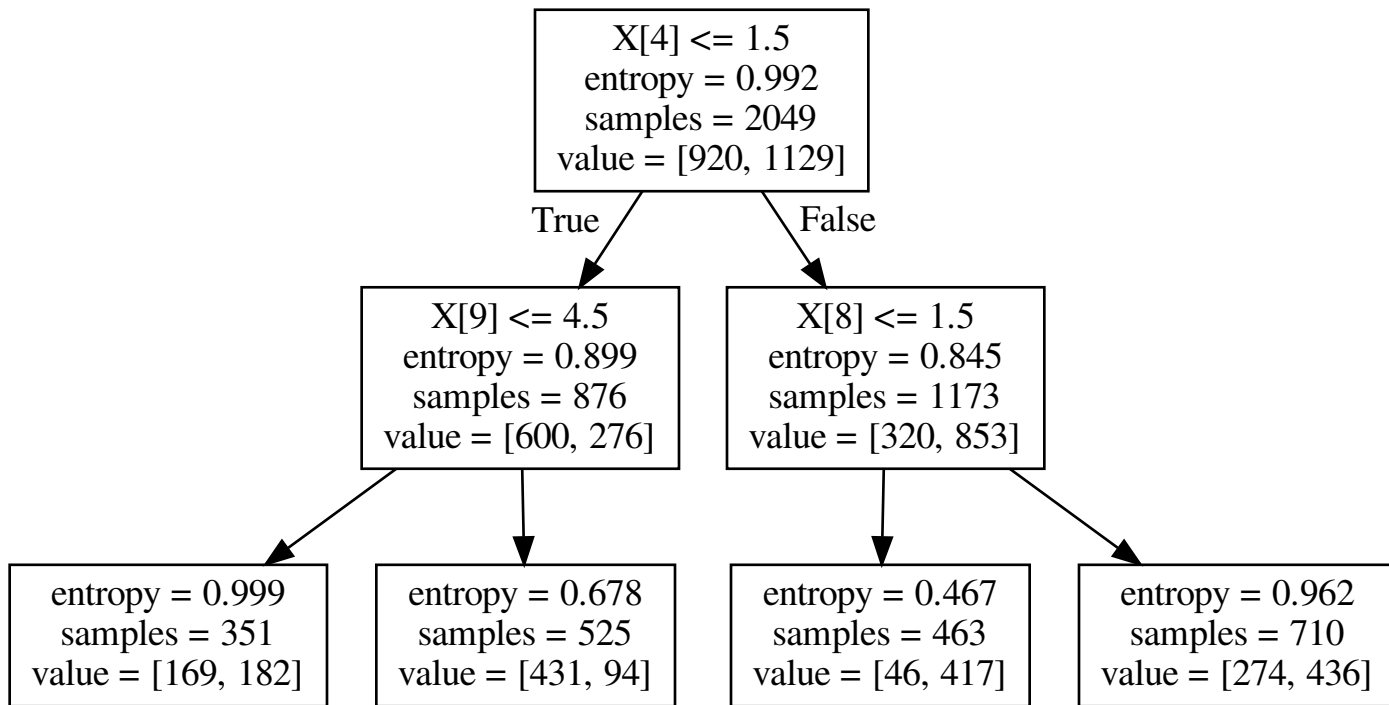 X[4] <= 1.5
entropy = 0.992
samples = 2049
value = [920, 1129]
True
False
X[9] <= 4.5
entropy = 0.899
samples = 876
value = [600, 276]
X[8] <= 1.5
entropy = 0.845
samples = 1173
value = [320, 853]
entropy = 0.999
samples = 351
value = [169, 182]
entropy = 0.678
samples = 525
value = [431, 94]
entropy = 0.467
samples = 463
value = [46, 417]
entropy = 0.962
samples = 710
value = [274, 436]